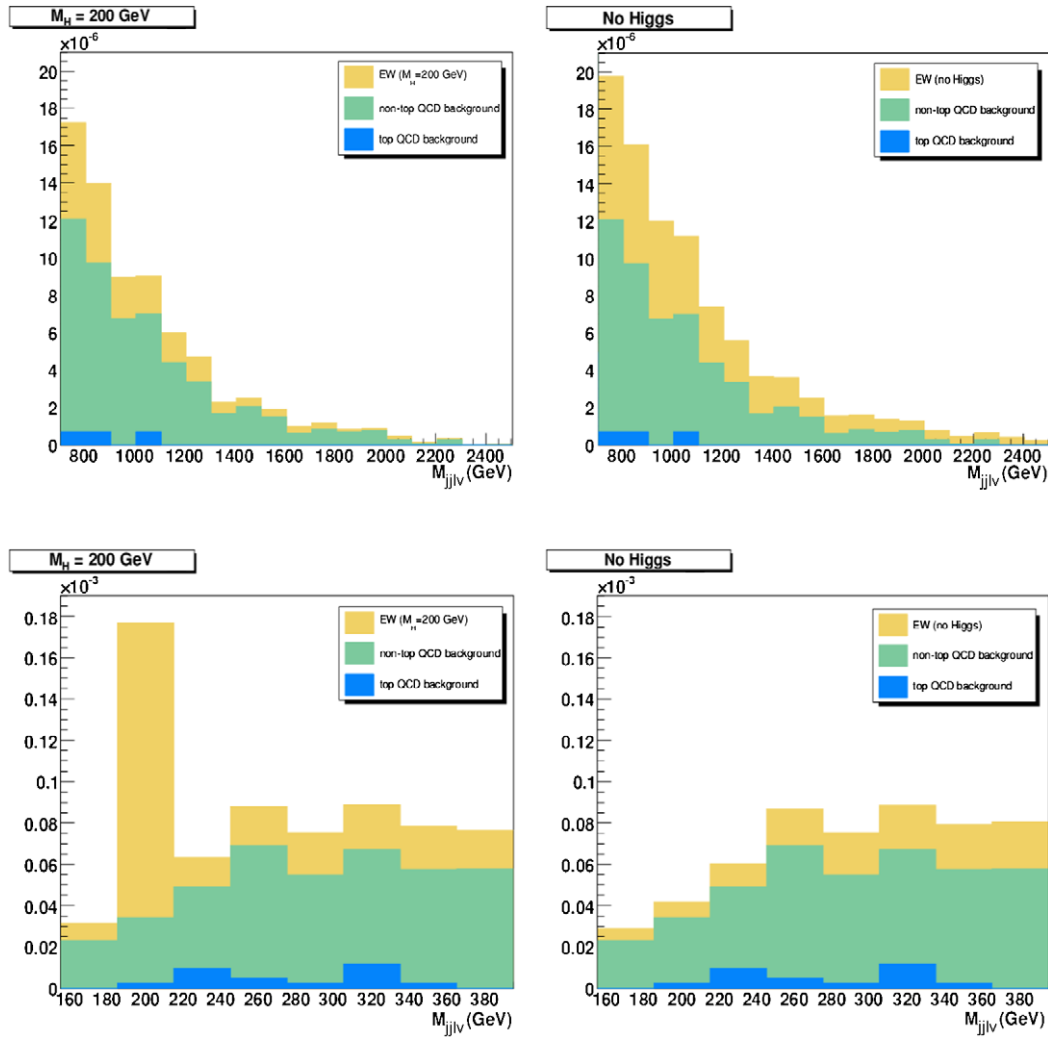 M_H = 200 GeV
×10^-6
EW (M_H=200 GeV)
non-top QCD background
top QCD background
20
18
16
14
12
10
8
6
4
2
0
800 1000 1200 1400 1600 1800 2000 2200 2400
M_jjlν(GeV)
No Higgs
×10^-6
EW (no Higgs)
non-top QCD background
top QCD background
20
18
16
14
12
10
8
6
4
2
0
800 1000 1200 1400 1600 1800 2000 2200 2400
M_jjlν(GeV)
M_H = 200 GeV
×10^-3
EW (M_H=200 GeV)
non-top QCD background
top QCD background
0.18
0.16
0.14
0.12
0.1
0.08
0.06
0.04
0.02
0
160 180 200 220 240 260 280 300 320 340 360 380
M_jjlν(GeV)
No Higgs
×10^-3
EW (no Higgs)
non-top QCD background
top QCD background
0.18
0.16
0.14
0.12
0.1
0.08
0.06
0.04
0.02
0
160 180 200 220 240 260 280 300 320 340 360 380
M_jjlν(GeV)